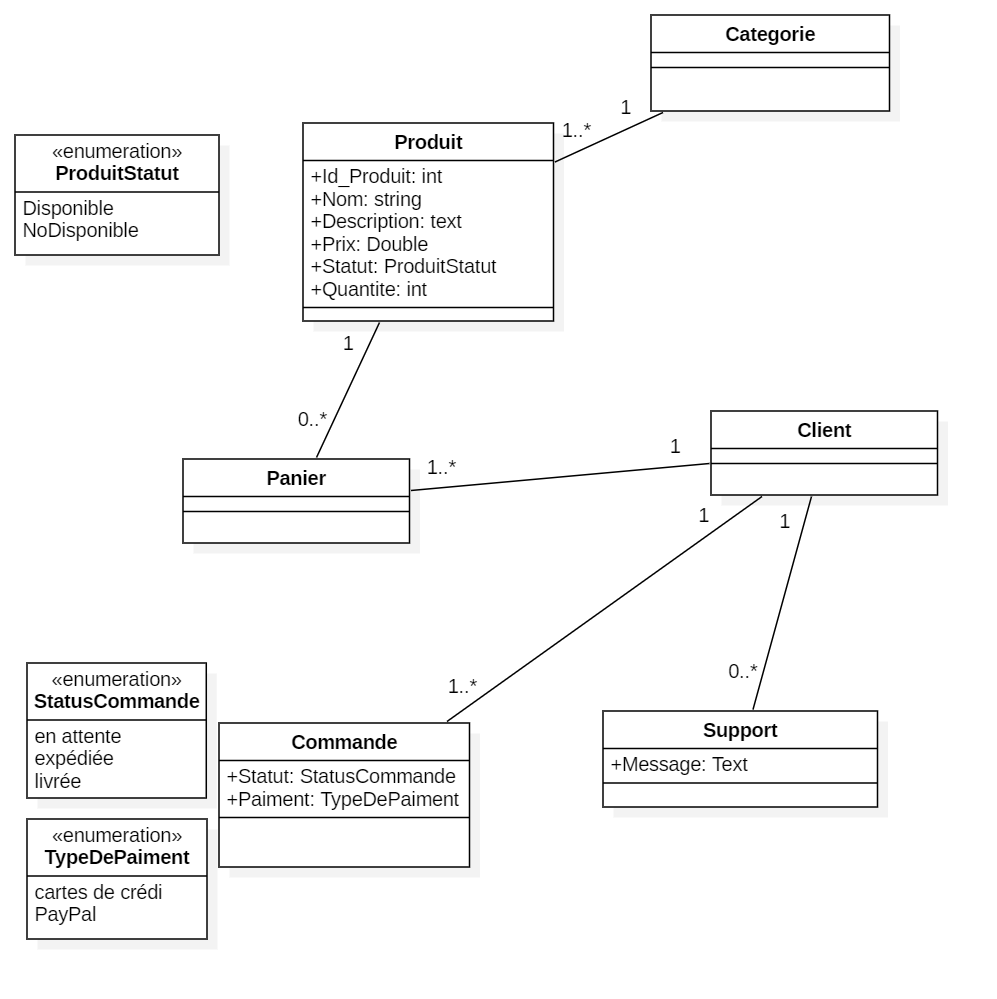 Categorie
1
1..*
Produit
+Id_Produit: int
+Nom: string
+Description: text
+Prix: Double
+Statut: ProduitStatut
+Quantite: int
«enumeration»
ProduitStatut
Disponible
NoDisponible
1
0..*
Panier
1..*
1
Client
1
1
1..*
0..*
«enumeration»
StatusCommande
en attente
expédiée
livrée
Commande
+Statut: StatusCommande
+Paiment: TypeDePaiment
Support
+Message: Text
«enumeration»
TypeDePaiment
cartes de crédi
PayPal